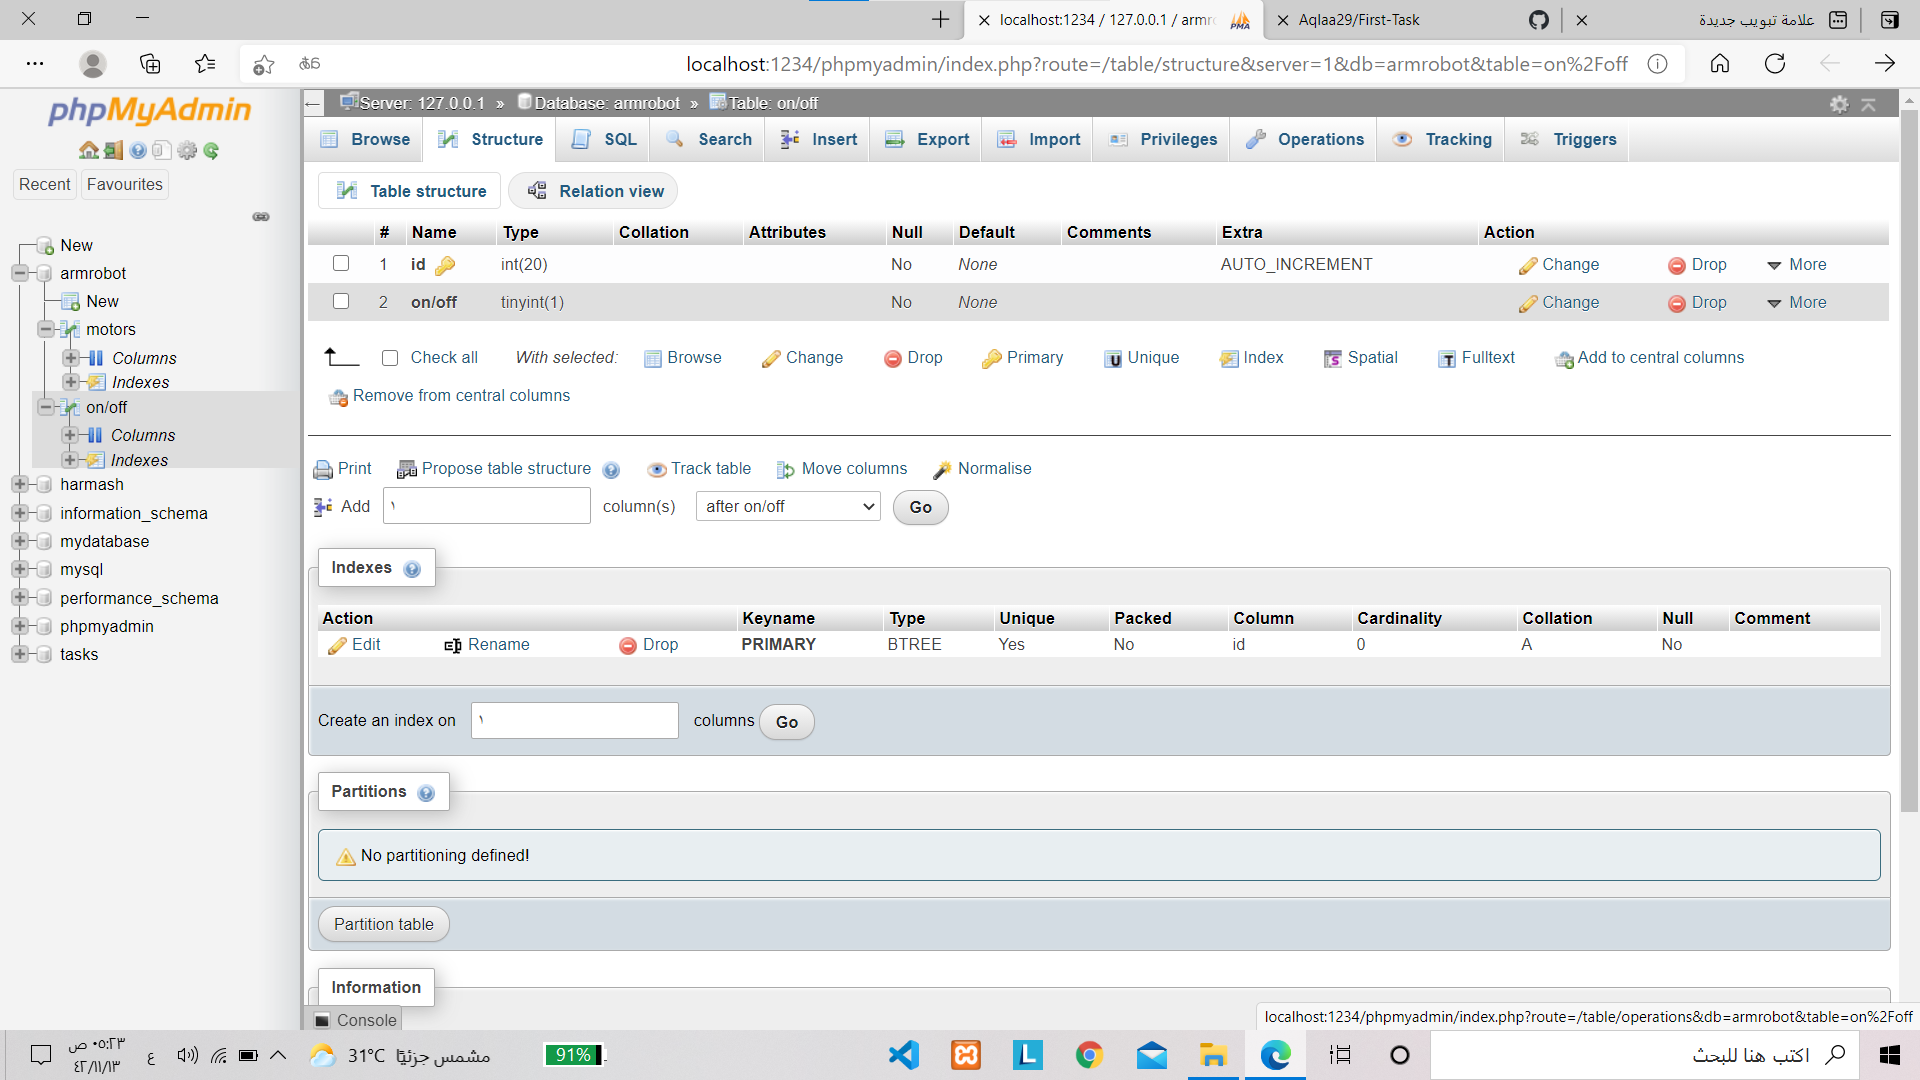 localhost:1234 / 127.0.0.1 / armr
Aqlaa29/First-Task
علامة تبويب جديدة
localhost:1234/phpmyadmin/index.php?route=/table/structure&server=1&db=armrobot&table=on%2Foff
phpMyAdmin
Recent Favourites
New
armrobot
New
motors
Columns
Indexes
on/off
Columns
Indexes
harmash
information_schema
mydatabase
mysql
performance_schema
phpmyadmin
tasks
Server: 127.0.0.1 » Database: armrobot » Table: on/off
Browse Structure SQL Search Insert Export Import Privileges Operations Tracking Triggers
Table structure Relation view
# Name Type Collation Attributes Null Default Comments Extra Action
1 id int(20) No None AUTO_INCREMENT Change Drop More
2 on/off tinyint(1) No None Change Drop More
Check all With selected: Browse Change Drop Primary Unique Index Spatial Fulltext Add to central columns
Remove from central columns
Print Propose table structure Track table Move columns Normalise
Add ١ column(s) after on/off Go
Indexes
Action Keyname Type Unique Packed Column Cardinality Collation Null Comment
Edit Rename Drop PRIMARY BTREE Yes No id 0 A No
Create an index on ١ columns Go
Partitions
No partitioning defined!
Partition table
Information
Console
localhost:1234/phpmyadmin/index.php?route=/table/operations&db=armrobot&table=on%2Foff
٠٥:٢٣ ص
٤٢/١١/١٣
ع
31°C مشمس جزئيًا
91%
اكتب هنا للبحث